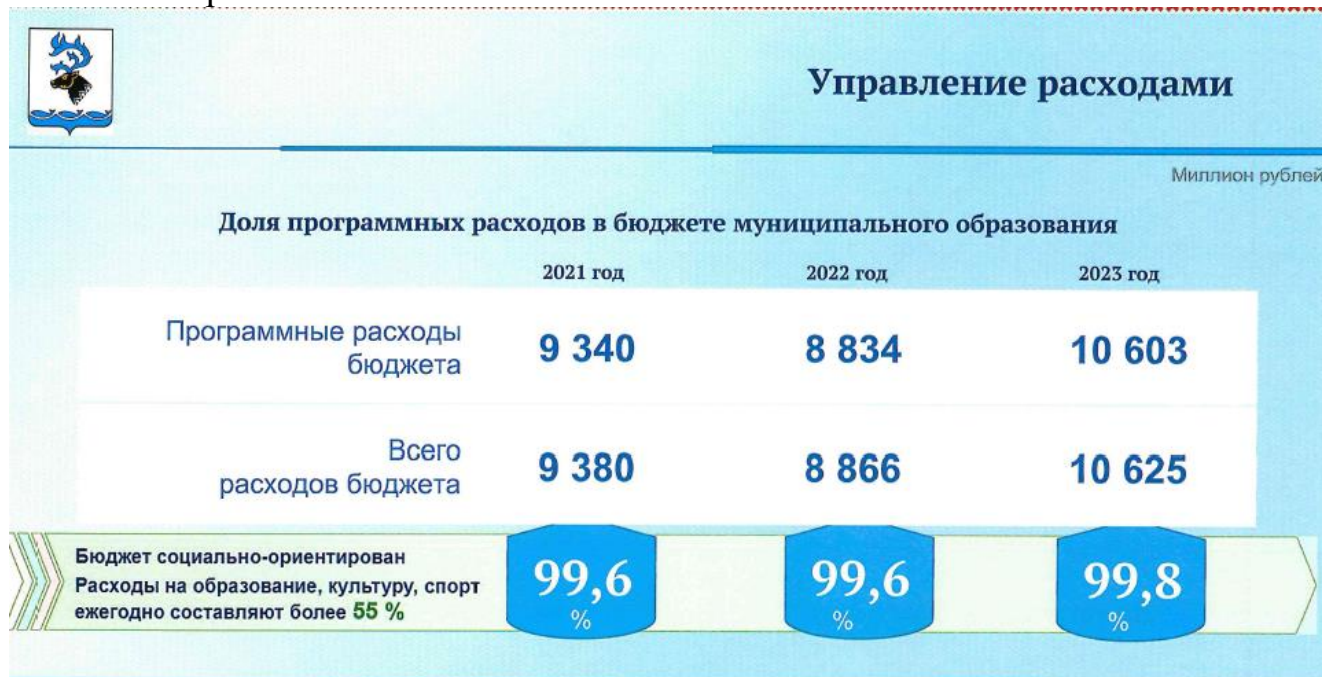 Управление расходами
Миллион рублей
Доля программных расходов в бюджете муниципального образования
2021 год 2022 год 2023 год
Программные расходы
бюджета
9 340 8 834 10 603
Всего
расходов бюджета
9 380 8 866 10 625
Бюджет социально-ориентирован
Расходы на образование, культуру, спорт
ежегодно составляют более 55 %
99,6 99,6 99,8
% % %